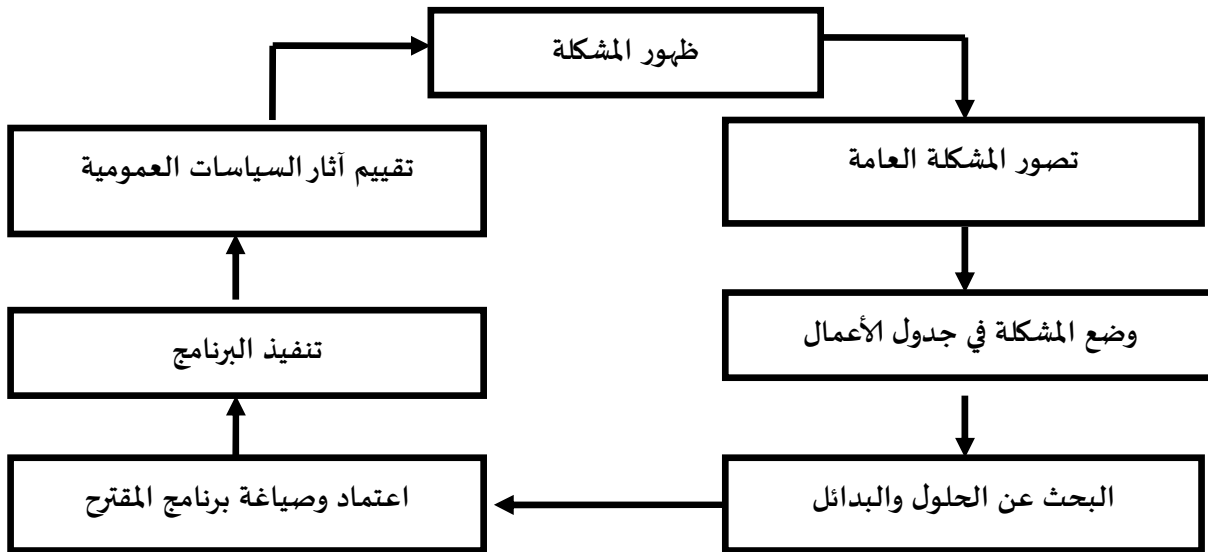 ظهور المشكلة
تصور المشكلة العامة
وضع المشكلة في جدول الأعمال
البحث عن الحلول والبدائل
اعتماد وصياغة برنامج المقترح
تنفيذ البرنامج
تقييم آثار السياسات العمومية